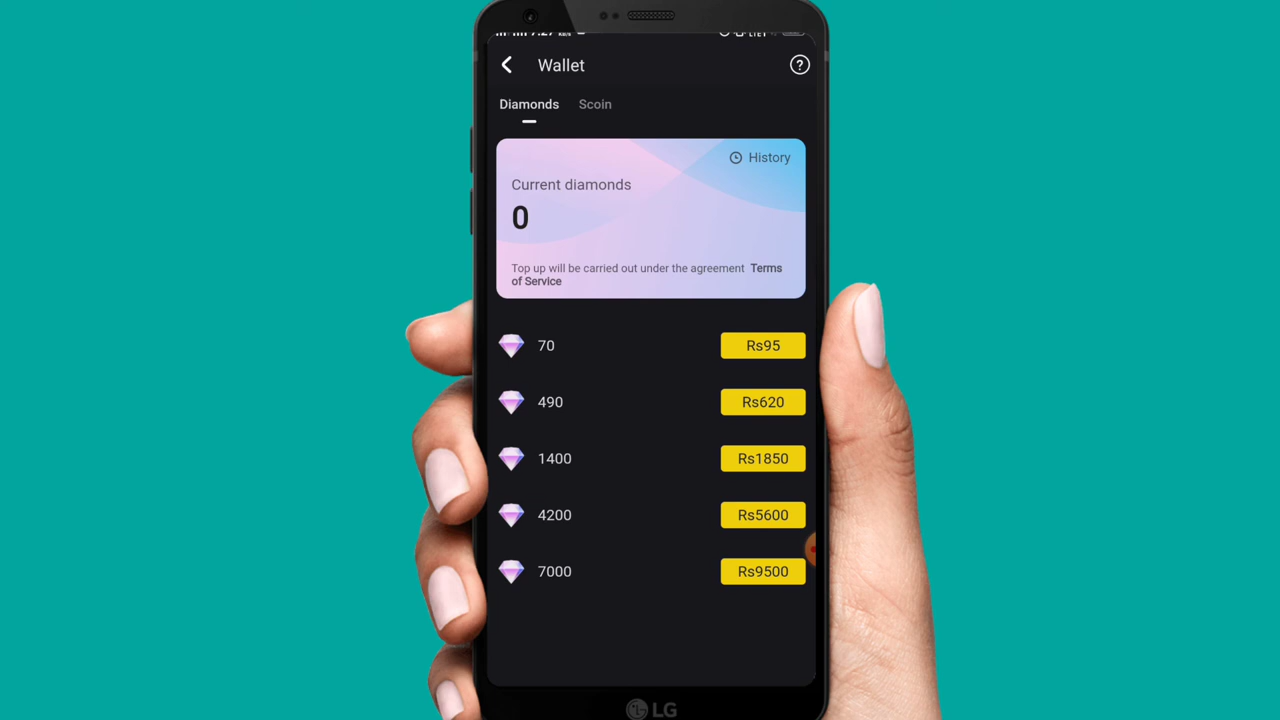 Wallet
Diamonds Scoin
History
Current diamonds
0
Top up will be carried out under the agreement Terms
of Service
70 Rs95
490 Rs620
1400 Rs1850
4200 Rs5600
7000 Rs9500
LG